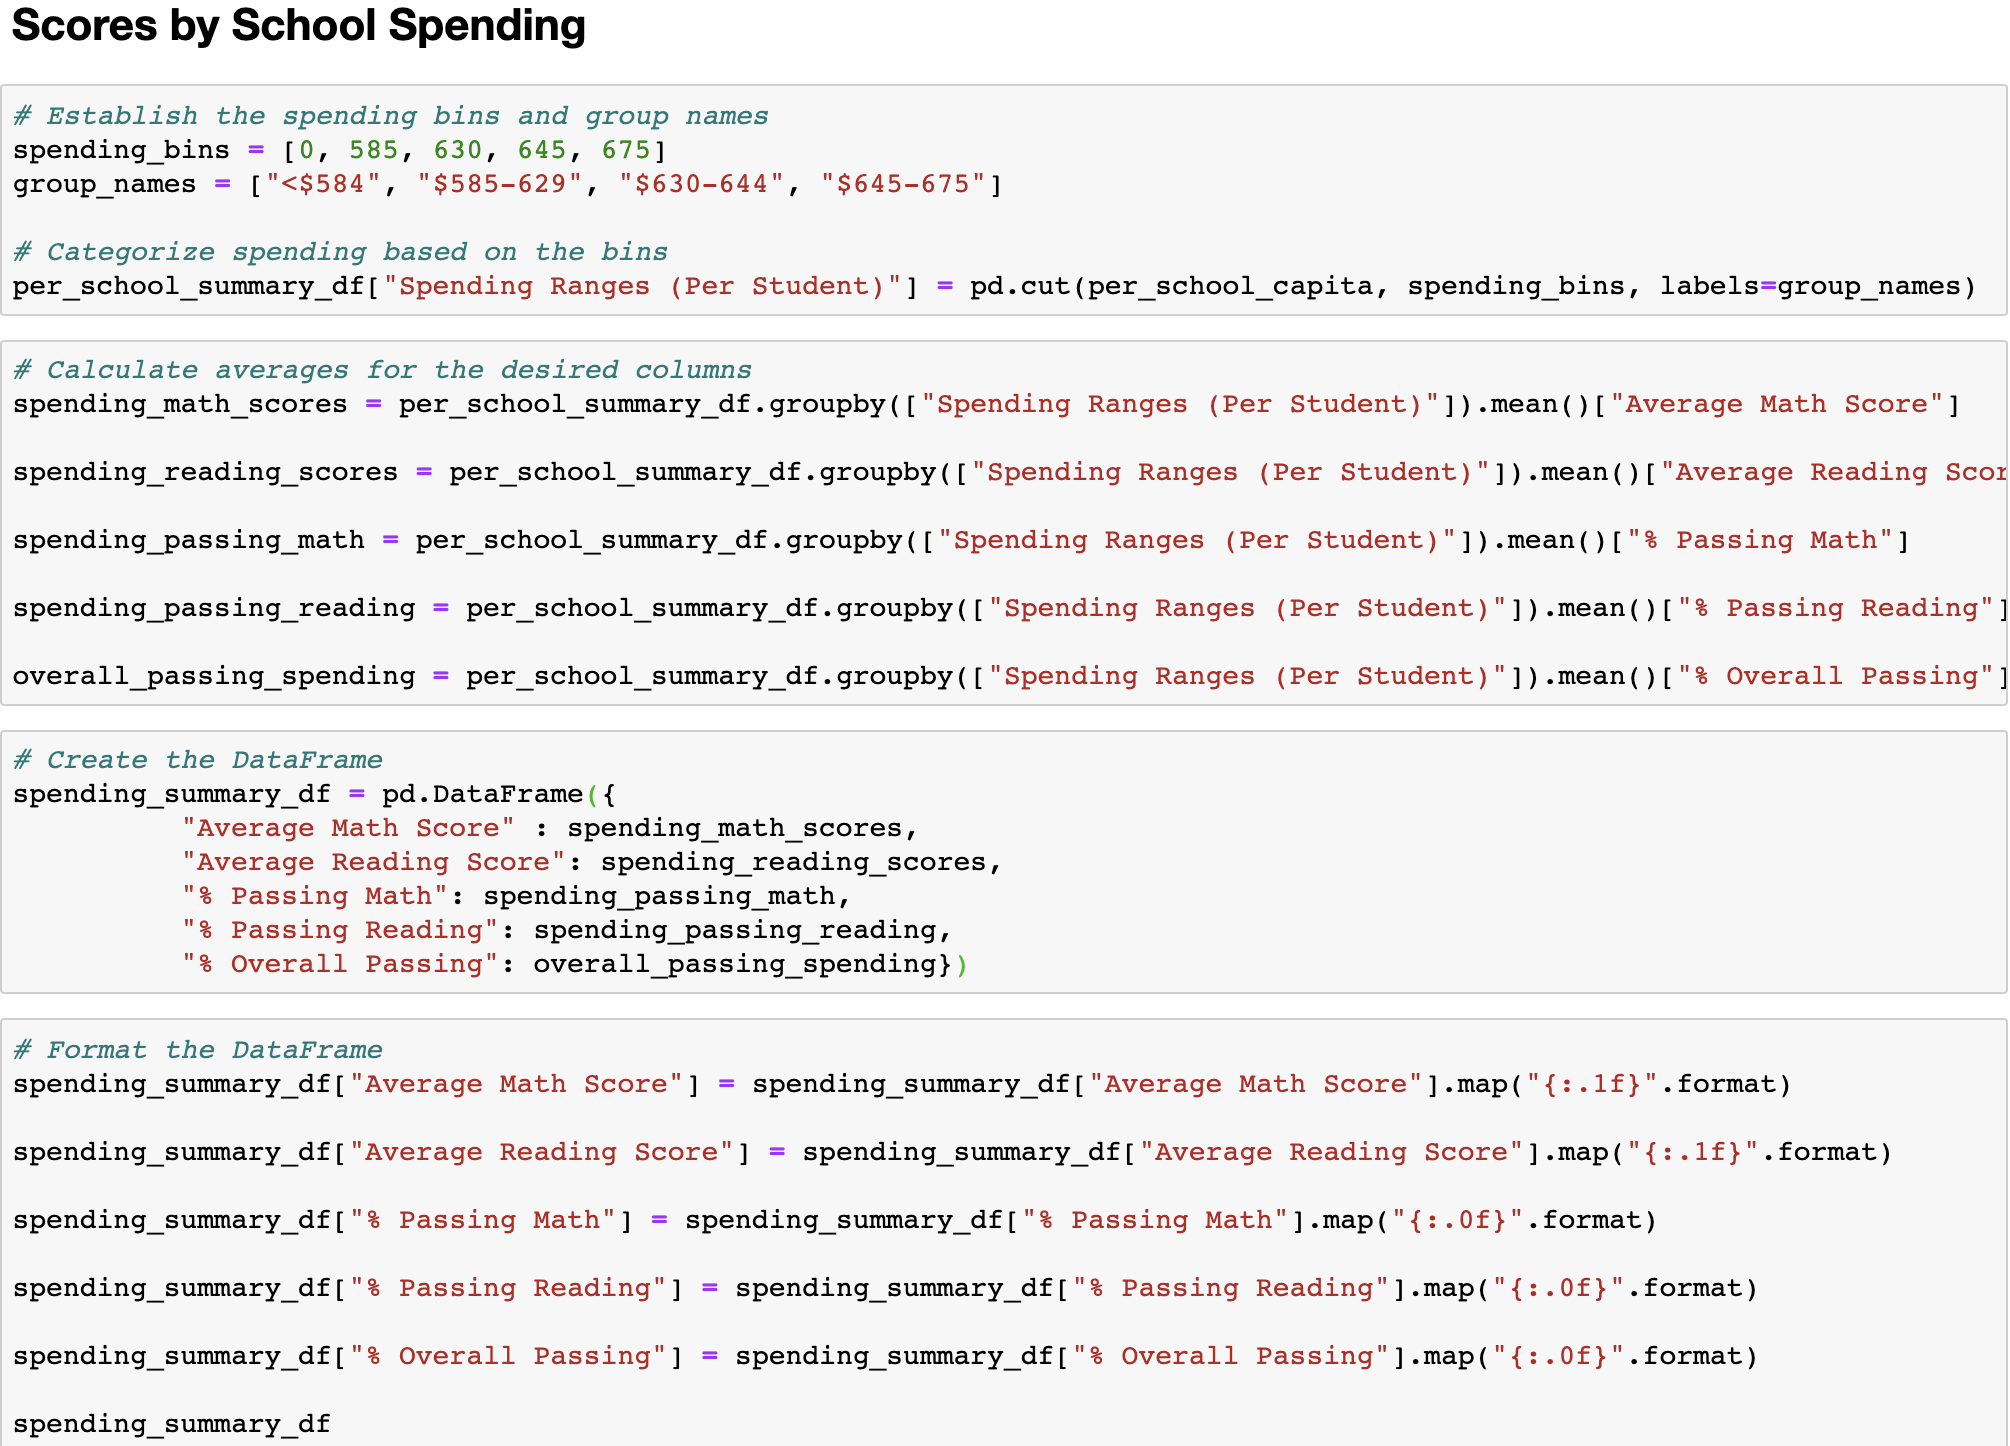 Scores by School Spending
# Establish the spending bins and group names
spending_bins = [0, 585, 630, 645, 675]
group_names = ["<$584", "$585-629", "$630-644", "$645-675"]
# Categorize spending based on the bins
per_school_summary_df["Spending Ranges (Per Student)"] = pd.cut(per_school_capita, spending_bins, labels=group_names)
# Calculate averages for the desired columns
spending_math_scores = per_school_summary_df.groupby(["Spending Ranges (Per Student)"]).mean()["Average Math Score"]
spending_reading_scores = per_school_summary_df.groupby(["Spending Ranges (Per Student)"]).mean()["Average Reading Scor
spending_passing_math = per_school_summary_df.groupby(["Spending Ranges (Per Student)"]).mean()["% Passing Math"]
spending_passing_reading = per_school_summary_df.groupby(["Spending Ranges (Per Student)"]).mean()["% Passing Reading"]
overall_passing_spending = per_school_summary_df.groupby(["Spending Ranges (Per Student)"]).mean()["% Overall Passing"]
# Create the DataFrame
spending_summary_df = pd.DataFrame({
"Average Math Score" : spending_math_scores,
"Average Reading Score": spending_reading_scores,
"% Passing Math": spending_passing_math,
"% Passing Reading": spending_passing_reading,
"% Overall Passing": overall_passing_spending})
# Format the DataFrame
spending_summary_df["Average Math Score"] = spending_summary_df["Average Math Score"].map("{:.1f}".format)
spending_summary_df["Average Reading Score"] = spending_summary_df["Average Reading Score"].map("{:.1f}".format)
spending_summary_df["% Passing Math"] = spending_summary_df["% Passing Math"].map("{:.0f}".format)
spending_summary_df["% Passing Reading"] = spending_summary_df["% Passing Reading"].map("{:.0f}".format)
spending_summary_df["% Overall Passing"] = spending_summary_df["% Overall Passing"].map("{:.0f}".format)
spending_summary_df